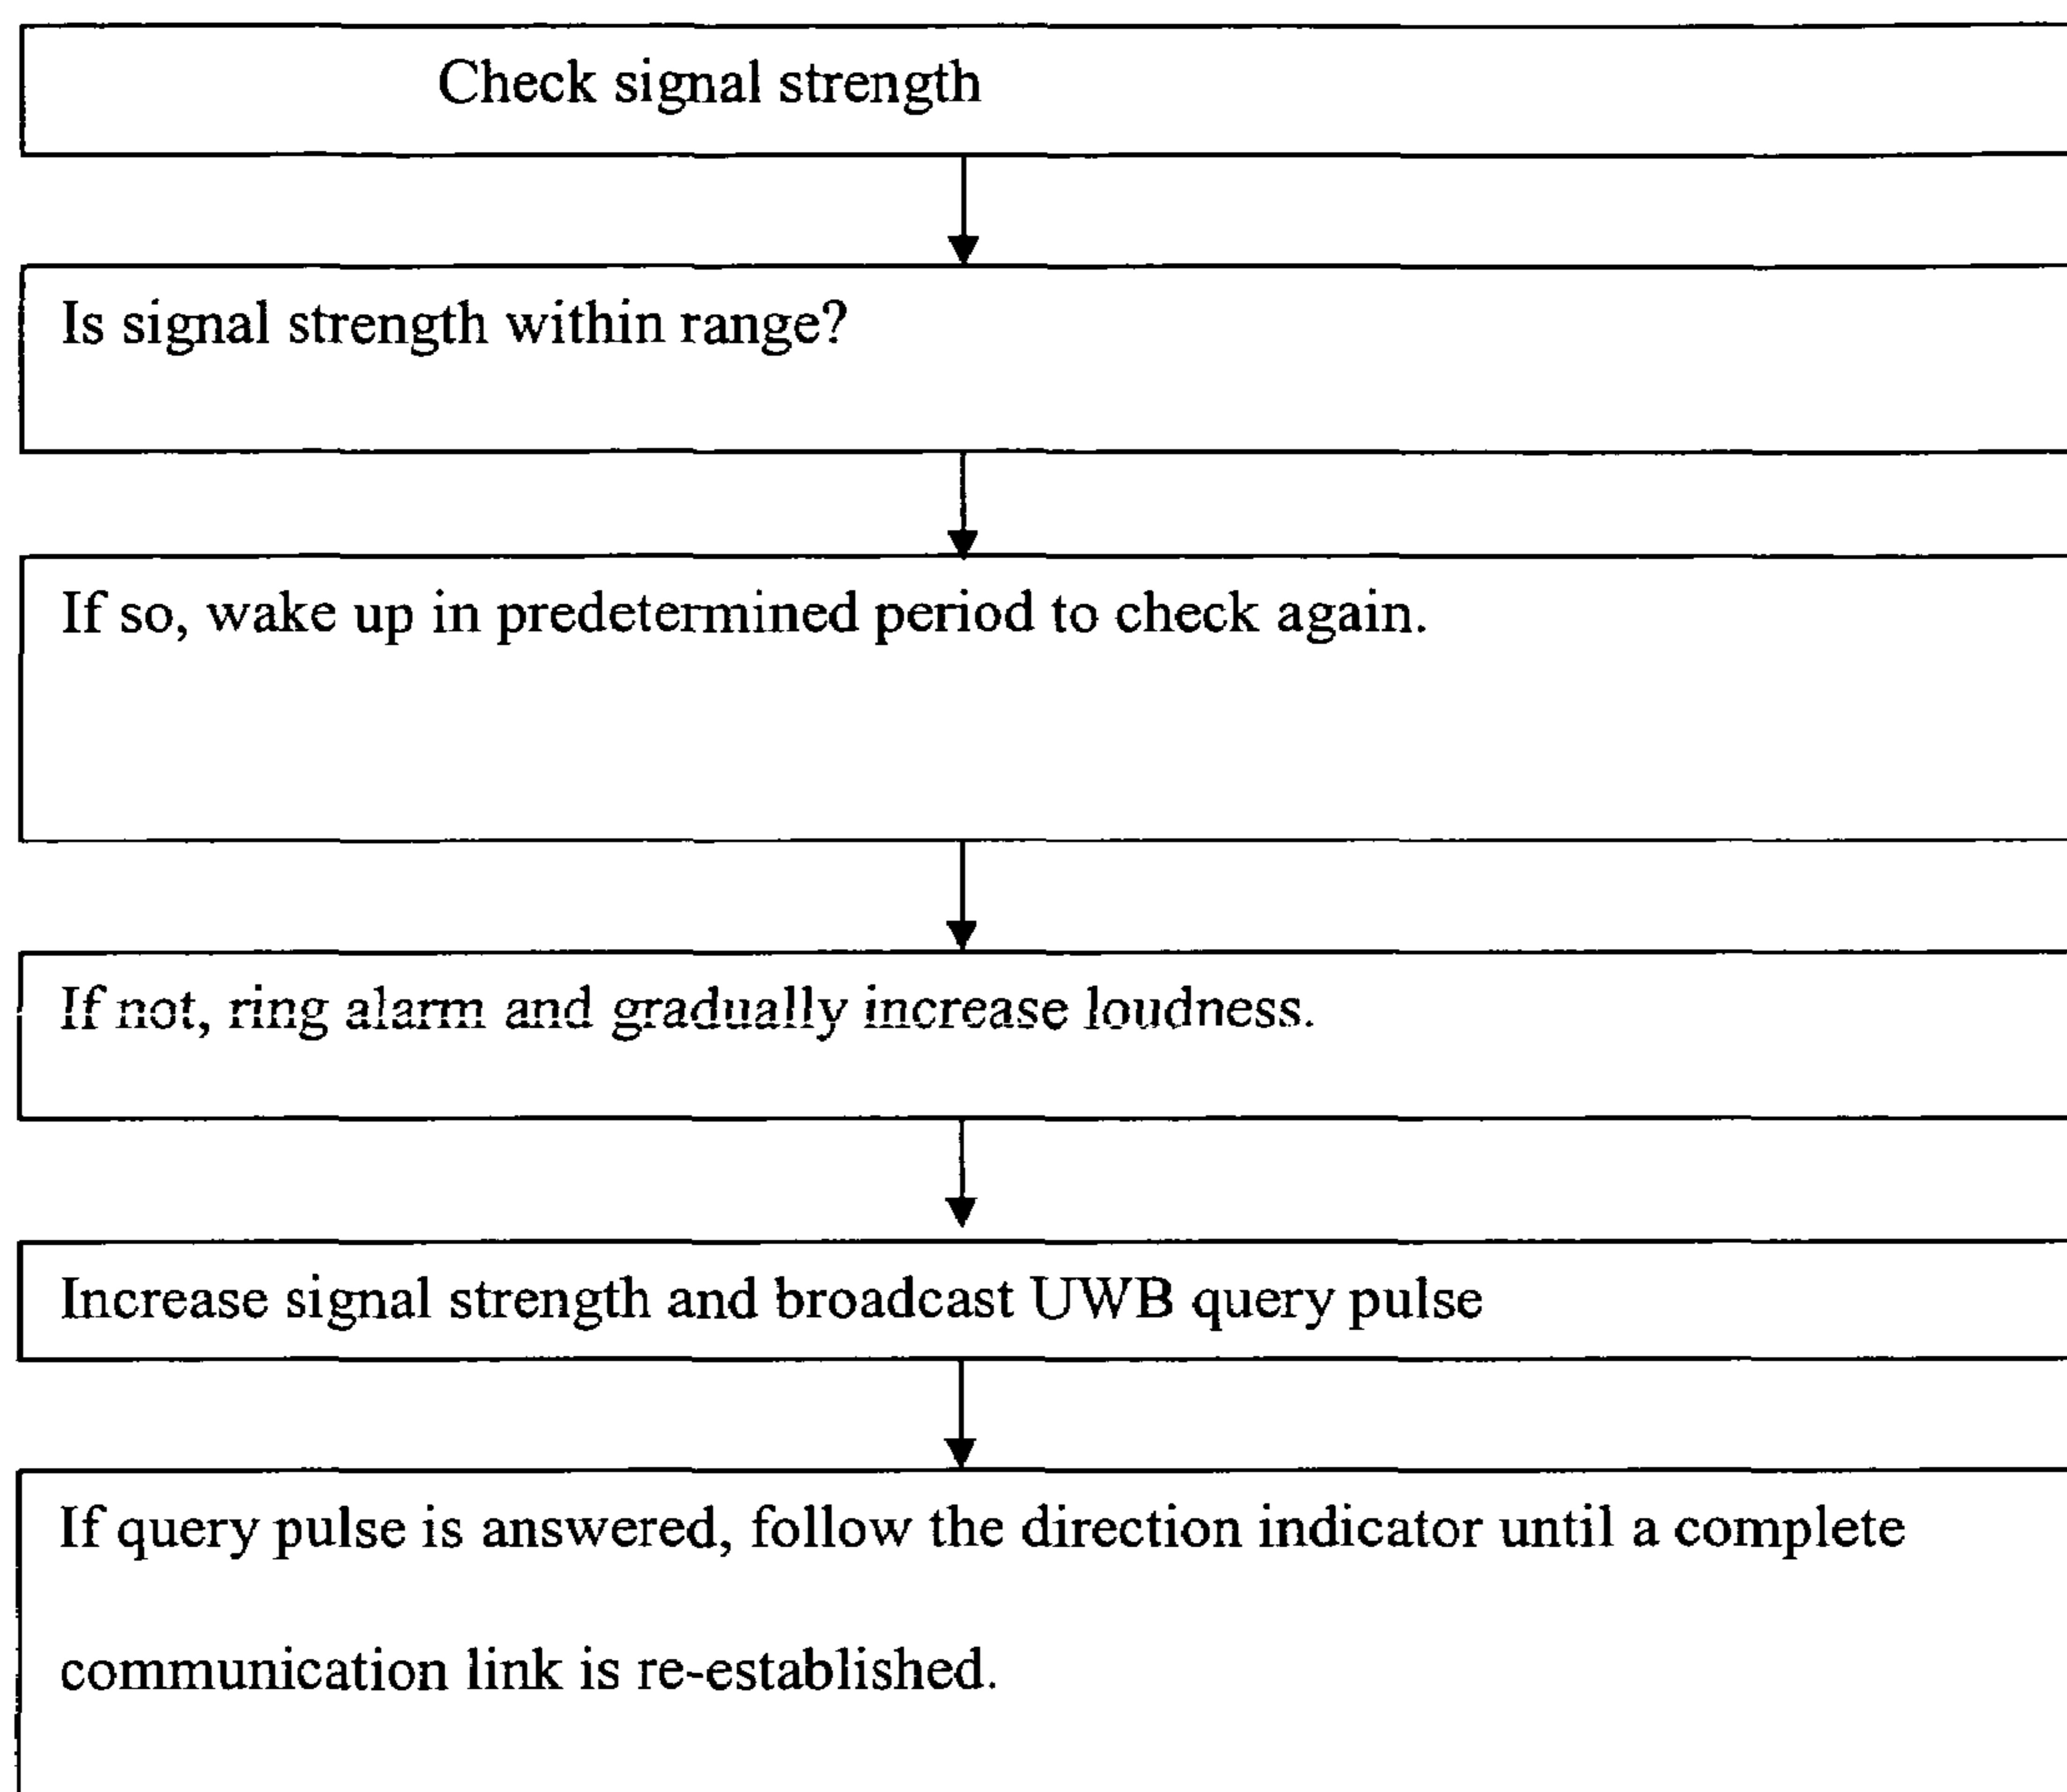 Check signal strength
Is signal strength within range?
If so, wake up in predetermined period to check again.
If not, ring alarm and gradually increase loudness.
Increase signal strength and broadcast UWB query pulse
If query pulse is answered, follow the direction indicator until a complete
communication link is re-established.